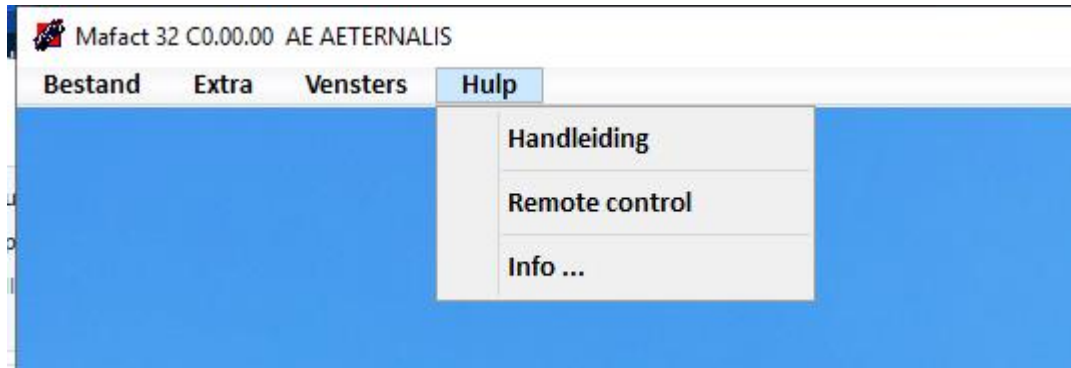 Mafact 32 C0.00.00 AE AETERNALIS
Bestand Extra Vensters Hulp
Handleiding
Remote control
Info ...